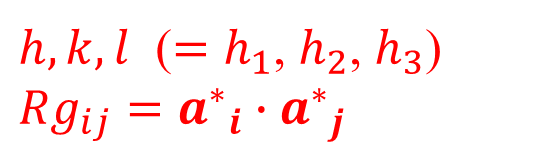 h, k, l (= h₁, h₂, h₃)
Rgᵢⱼ = a*ᵢ · a*ⱼ